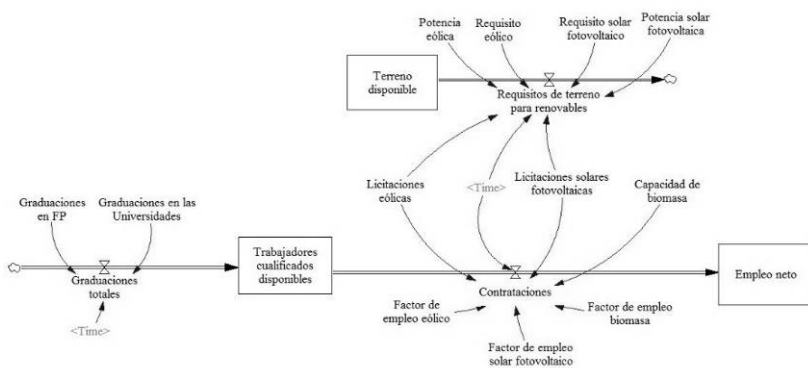 Potencia
eólica
Requisito
eólico
Requisito solar
fotovoltaico
Potencia solar
fotovoltaica
Terreno
disponible
Requisitos de terreno
para renovables
Licitaciones
eólicas
<Time>
Licitaciones solares
fotovoltaicas
Capacidad de
biomasa
Graduaciones
en FP
Graduaciones en las
Universidades
Graduaciones
totales
<Time>
Trabajadores
cualificados
disponibles
Contrataciones
Empleo neto
Factor de
empleo eólico
Factor de empleo
solar fotovoltaico
Factor de empleo
biomasa